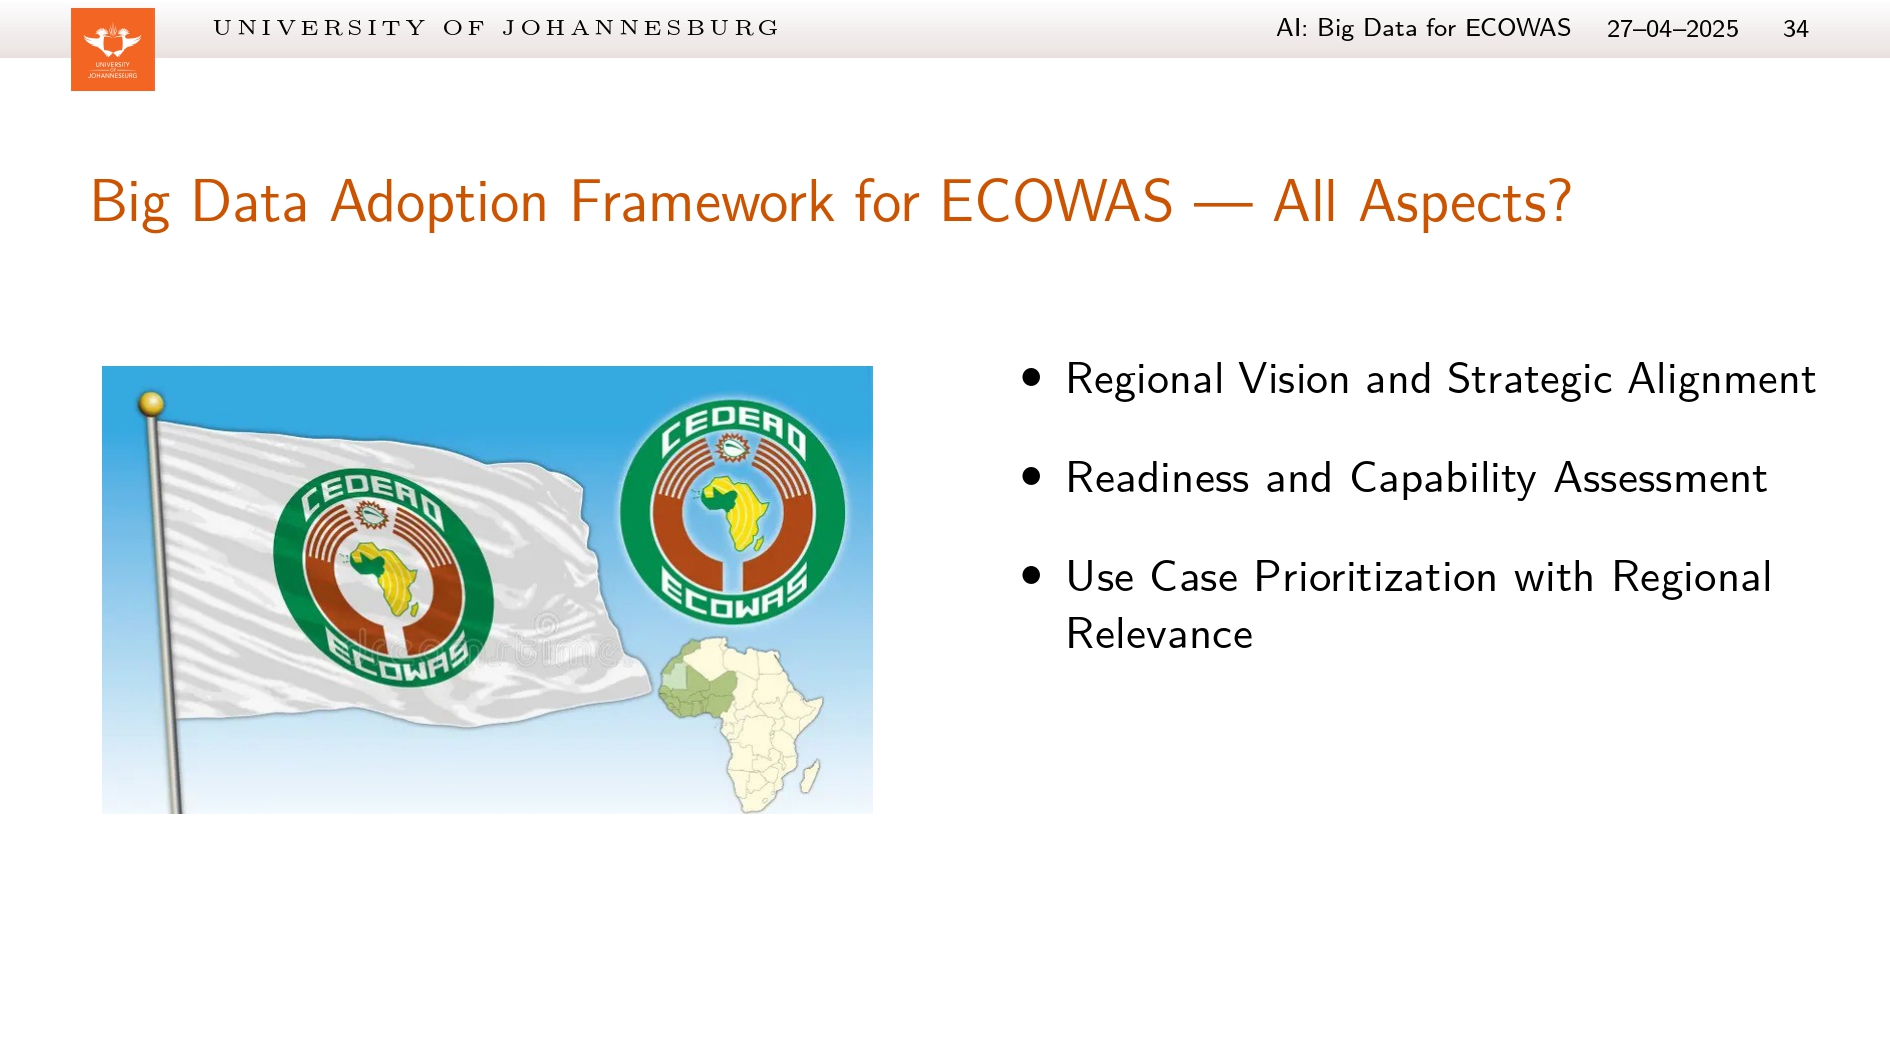 UNIVERSITY OF JOHANNESBURG
AI: Big Data for ECOWAS 27–04–2025 34
UNIVERSITY
OF
JOHANNESBURG
Big Data Adoption Framework for ECOWAS — All Aspects?
CEDEAO
ECOWAS
CEDEAO
ECOWAS
• Regional Vision and Strategic Alignment
• Readiness and Capability Assessment
• Use Case Prioritization with Regional
Relevance